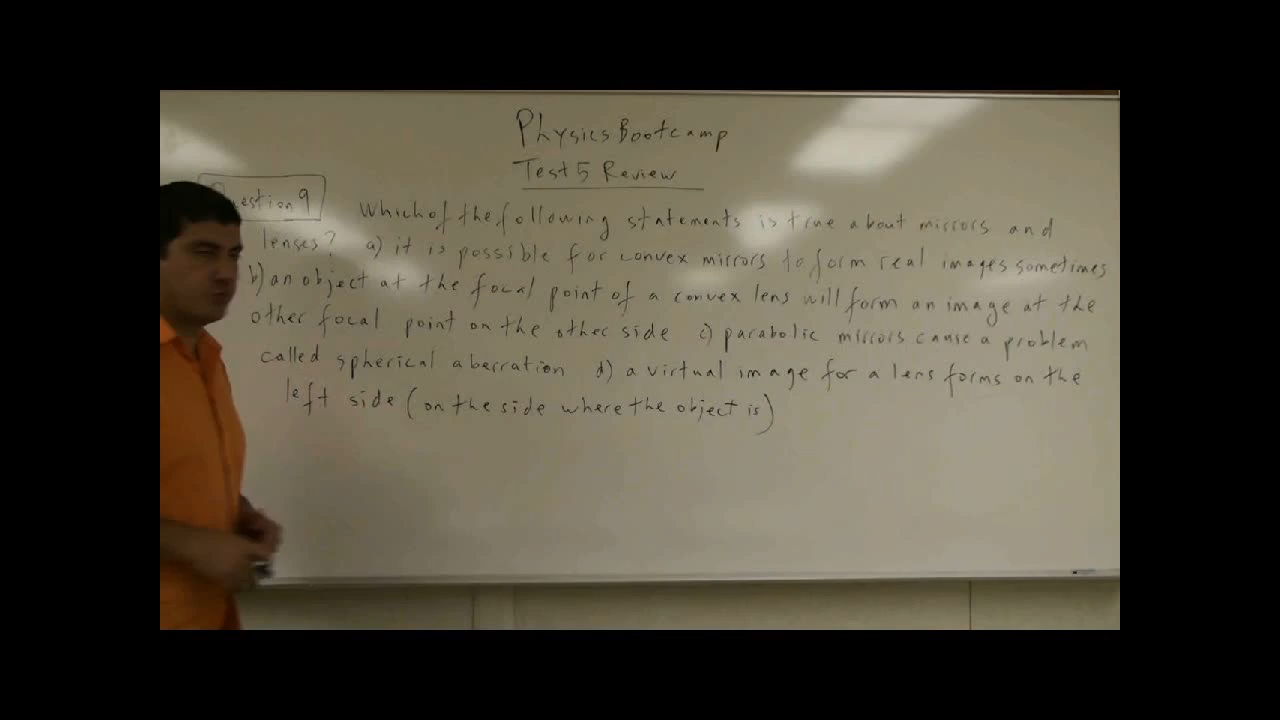 Physics Bootcamp
Test 5 Review
Question 9
Which of the following statements is true about mirrors and
lenses? a) it is possible for convex mirrors to form real images sometimes
b) an object at the focal point of a convex lens will form an image at the
other focal point on the other side c) parabolic mirrors cause a problem
called spherical aberration d) a virtual image for a lens forms on the
left side (on the side where the object is)